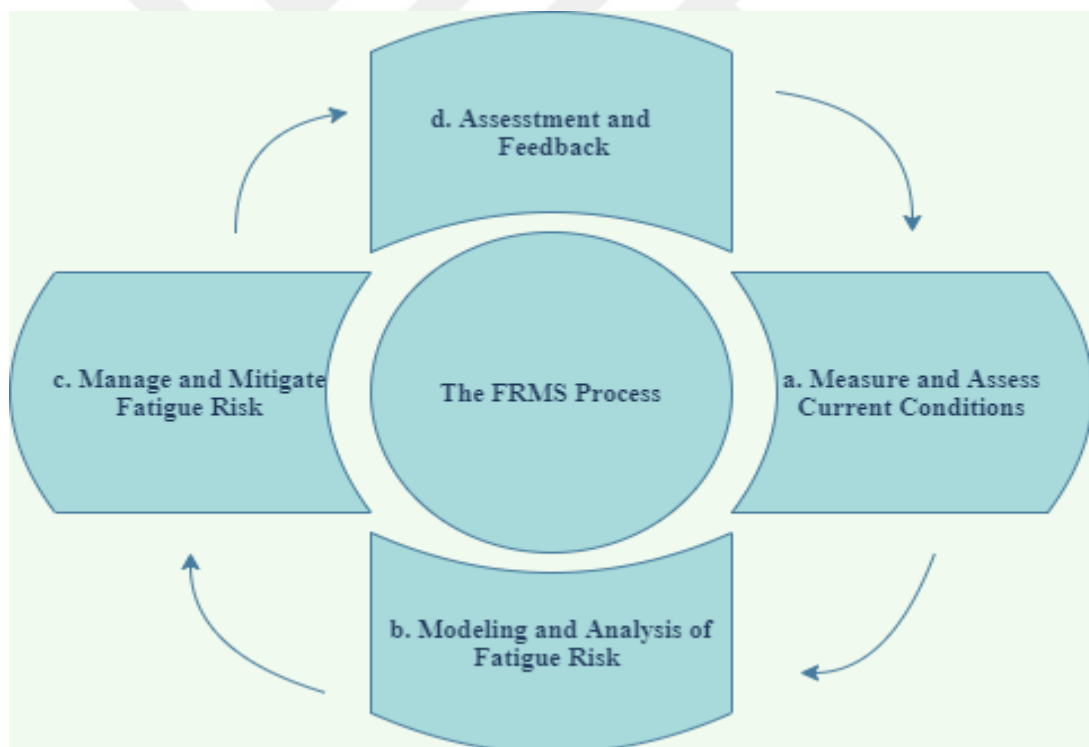 d. Assesstment and
Feedback
c. Manage and Mitigate
Fatigue Risk
The FRMS Process
a. Measure and Assess
Current Conditions
b. Modeling and Analysis of
Fatigue Risk